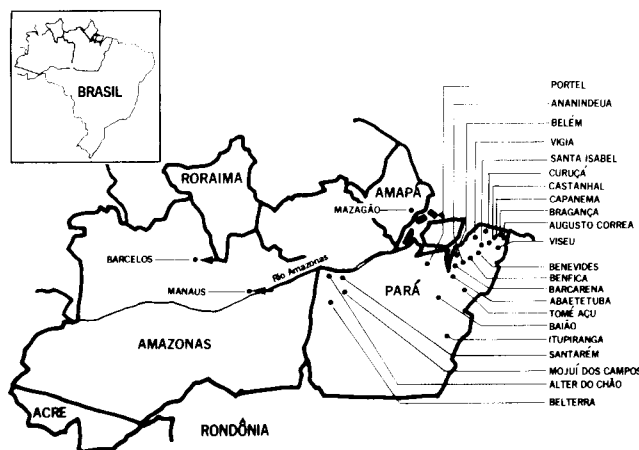 BRASIL
PORTEL
ANANINDEUA
BELÉM
VIGIA
SANTA ISABEL
CURUÇÁ
CASTANHAL
CAPANEMA
BRAGANÇA
AUGUSTO CORREA
VISEU
BENEVIDES
BENFICA
BARCARENA
ABAETETUBA
TOMÉ AÇU
BAIÃO
ITUPIRANGA
SANTARÉM
MOJUÍ DOS CAMPOS
ALTER DO CHÃO
BELTERRA
RORAIMA
AMAPÁ
MAZAGÃO
BARCELOS
MANAUS
Rio Amazonas
PARÁ
AMAZONAS
ACRE
RONDÔNIA